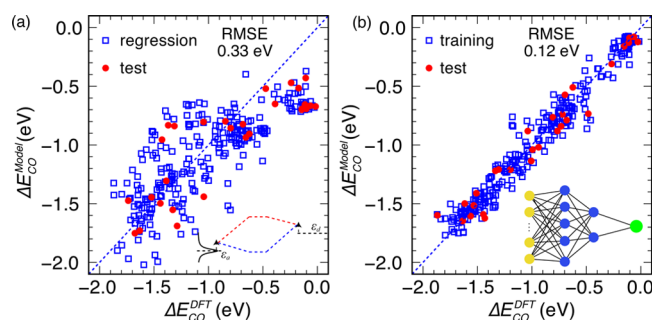 (a)
0.0
−0.5
−1.0
−1.5
−2.0
ΔE_CO^Model (eV)
regression
test
RMSE
0.33 eV
ε_a
ε_d
−2.0
−1.5
−1.0
−0.5
0.0
ΔE_CO^DFT (eV)
(b)
0.0
−0.5
−1.0
−1.5
−2.0
ΔE_CO^Model (eV)
training
test
RMSE
0.12 eV
−2.0
−1.5
−1.0
−0.5
0.0
ΔE_CO^DFT (eV)